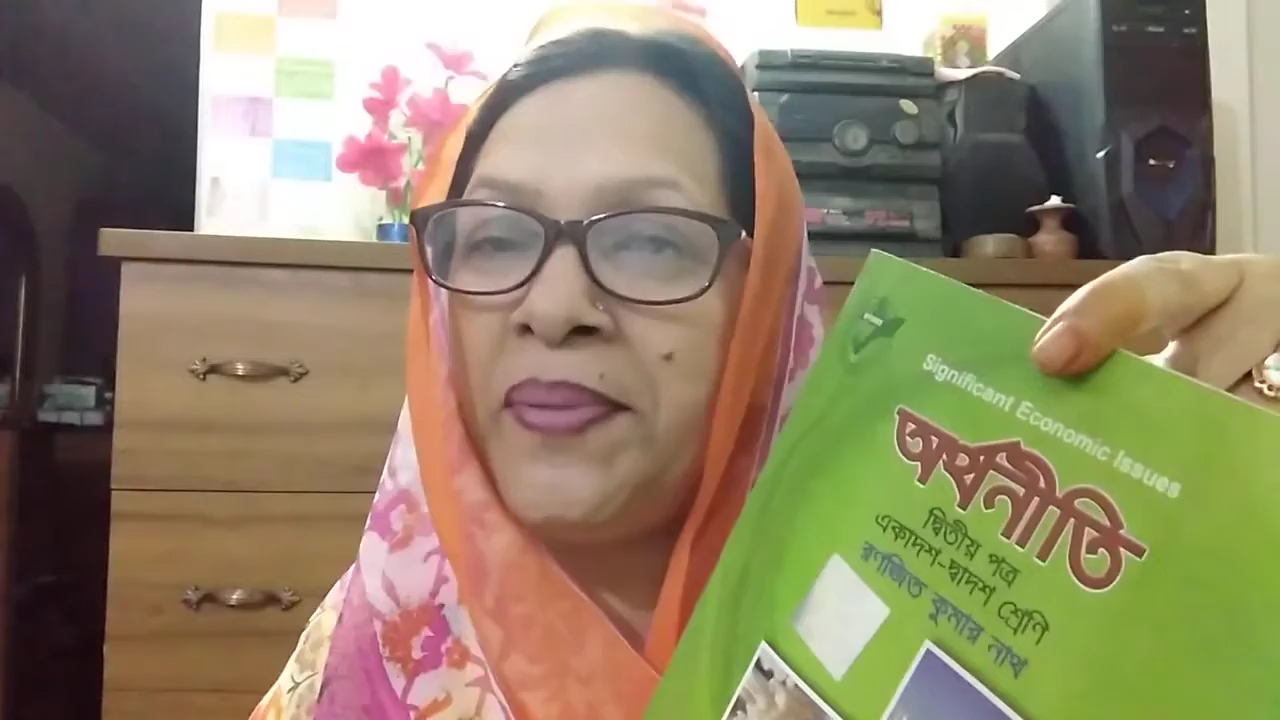 Significant Economic Issues
অর্থনীতি
দ্বিতীয় পত্র
একাদশ-দ্বাদশ শ্রেণি
রণজিত কুমার নাথ